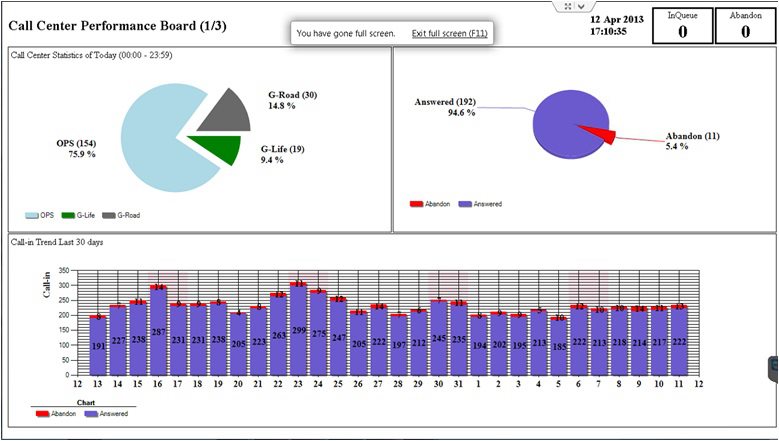 Call Center Performance Board (1/3)
You have gone full screen. Exit full screen (F11)
12 Apr 2013
17:10:35
InQueue
0
Abandon
0
Call Center Statistics of Today (00:00 - 23:59)
G-Road (30)
14.8 %
OPS (154)
75.9 %
G-Life (19)
9.4 %
OPS G-Life G-Road
Answered (192)
94.6 %
Abandon (11)
5.4 %
Abandon Answered
Call-in Trend Last 30 days
Call-in
350
300
250
200
150
100
50
0
191 227 238 287 231 231 238 205 223 263 299 275 247 205 222 197 212 245 235 194 202 195 213 185 222 213 218 214 217 222
12 13 14 15 16 17 18 19 20 21 22 23 24 25 26 27 28 29 30 31 1 2 3 4 5 6 7 8 9 10 11 12
Chart
Abandon Answered